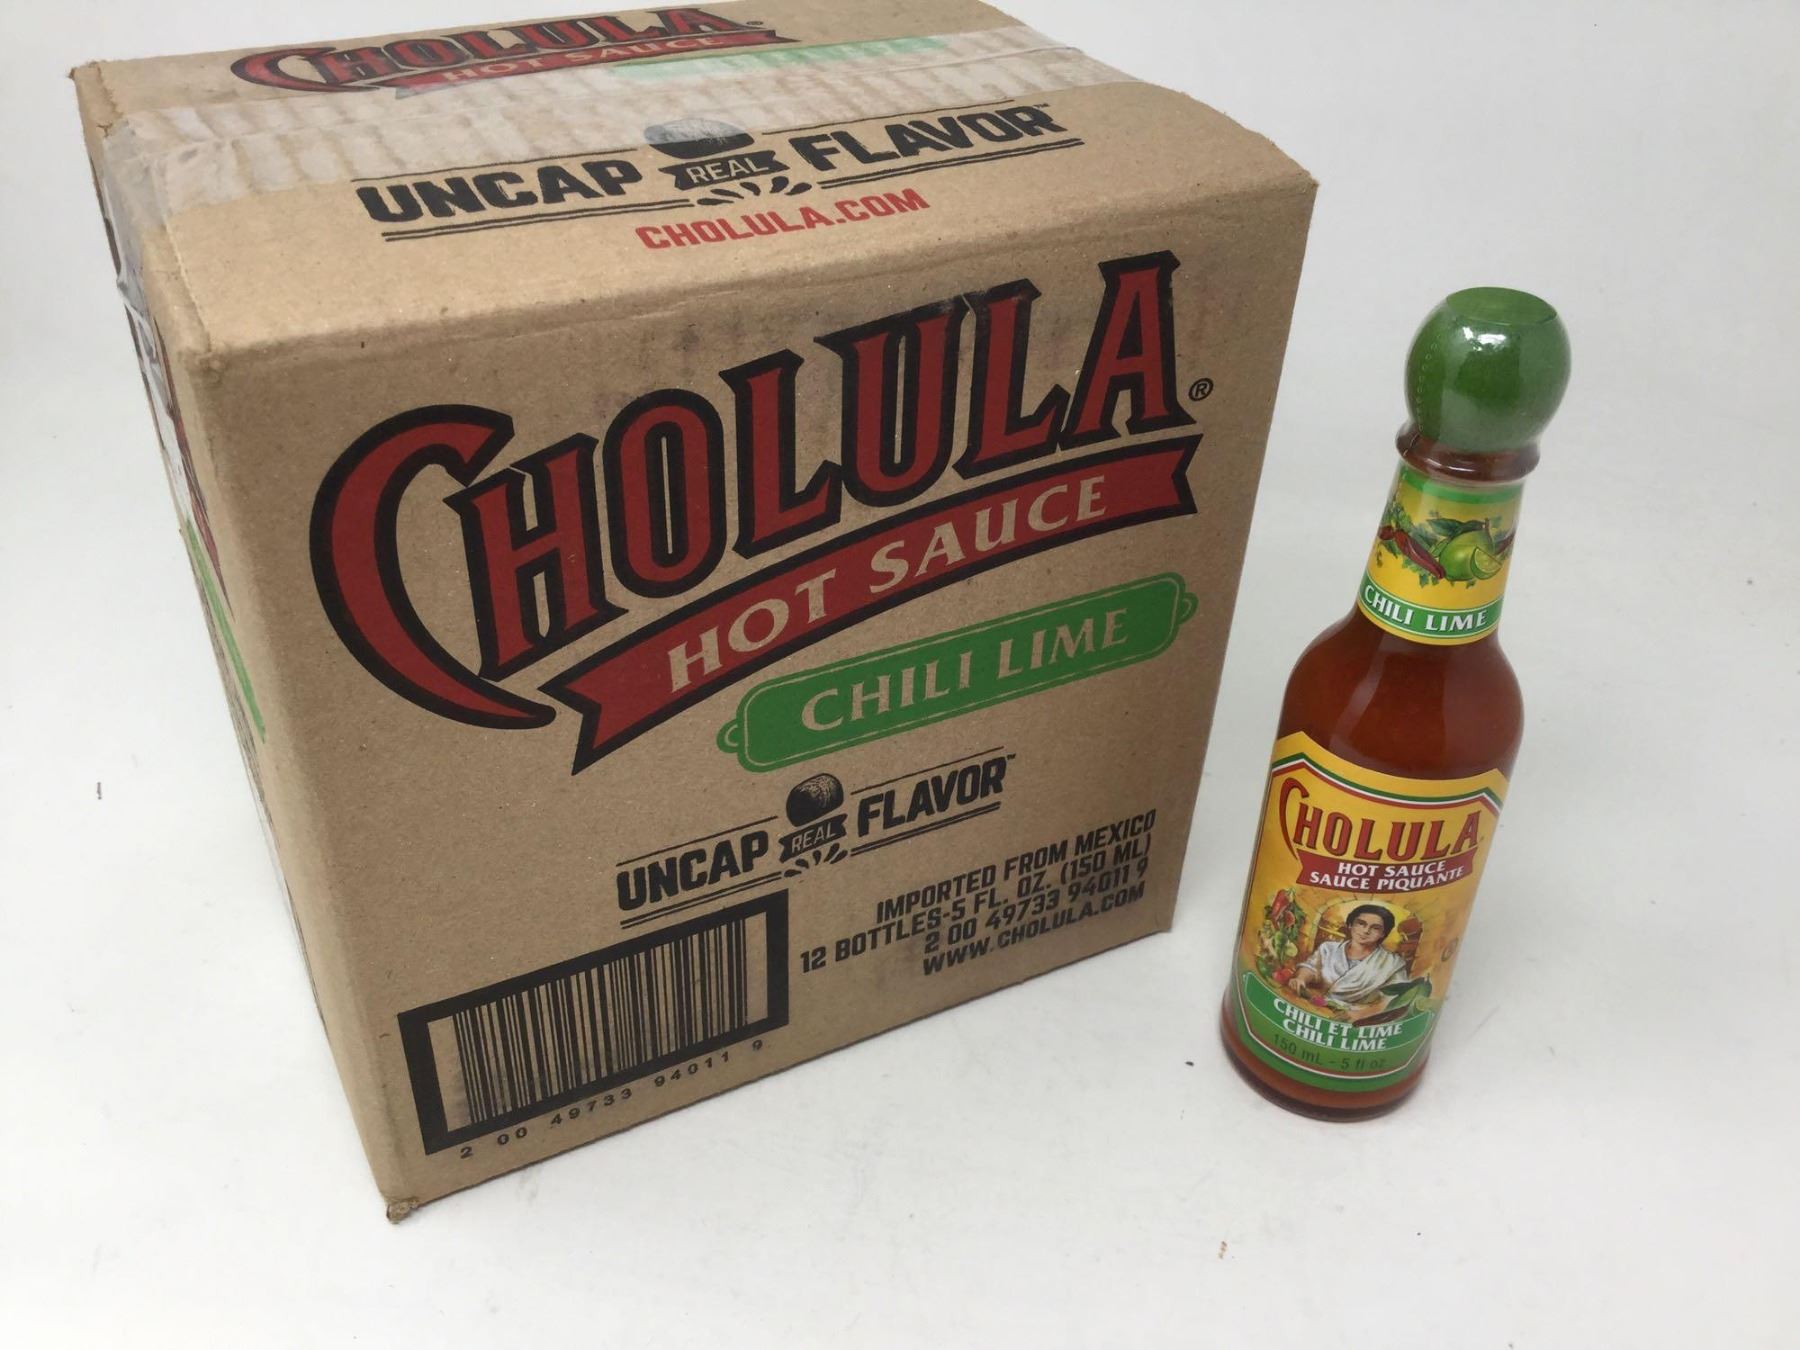 CHOLULA®
HOT SAUCE
UNCAP REAL FLAVOR™
CHOLULA.COM
CHOLULA®
HOT SAUCE
CHILI LIME
UNCAP REAL FLAVOR™
IMPORTED FROM MEXICO
12 BOTTLES-5 FL. OZ. (150 ML)
2 00 49733 94011 9
WWW.CHOLULA.COM
2 00 49733 94011 9
CHILI LIME
CHOLULA
HOT SAUCE
SAUCE PIQUANTE
CHILI ET LIME
CHILI LIME
150 mL - 5 fl oz